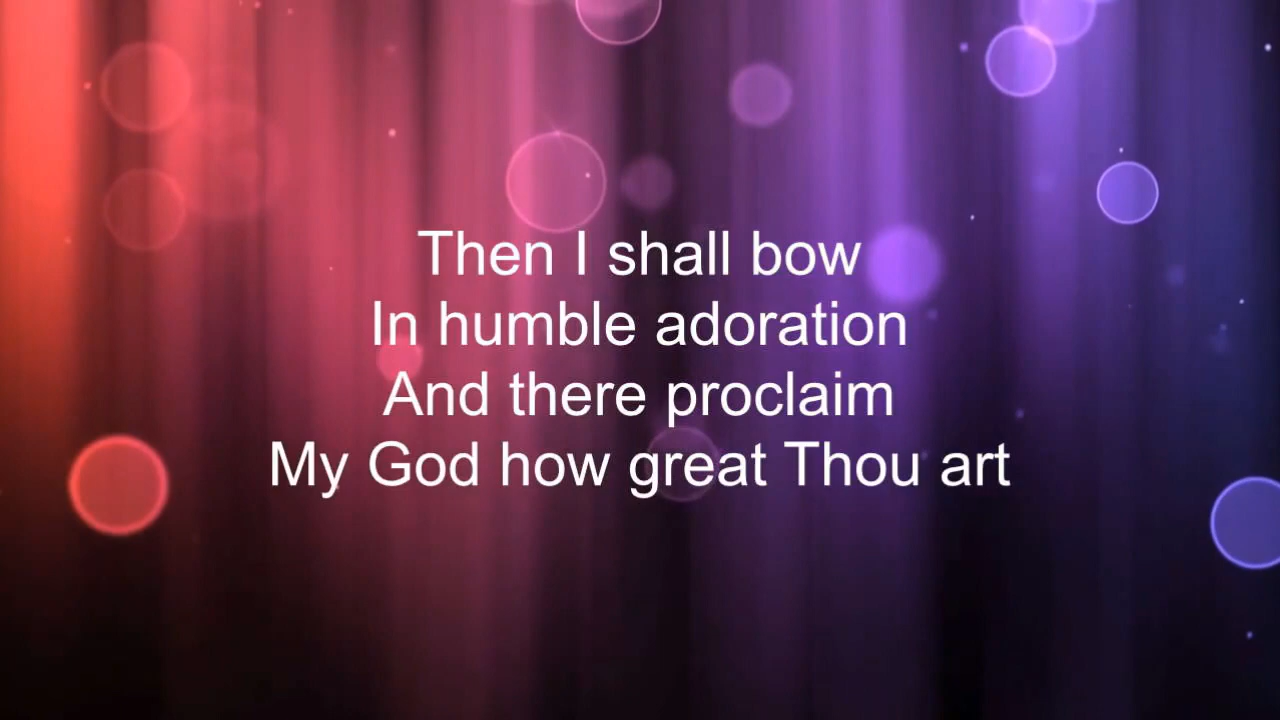 Then I shall bow
In humble adoration
And there proclaim
My God how great Thou art